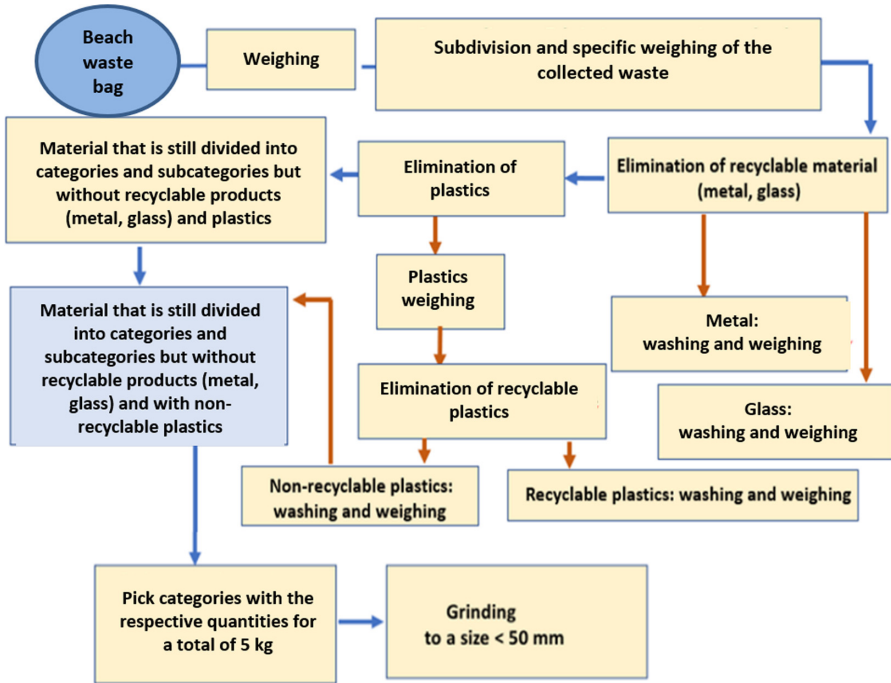 Beach
waste
bag
Weighing
Subdivision and specific weighing of the
collected waste
Material that is still divided into
categories and subcategories but
without recyclable products
(metal, glass) and plastics
Elimination of
plastics
Elimination of recyclable material
(metal, glass)
Plastics
weighing
Material that is still divided
into categories and
subcategories but without
recyclable products (metal,
glass) and with non-
recyclable plastics
Metal:
washing and weighing
Elimination of recyclable
plastics
Glass:
washing and weighing
Non-recyclable plastics:
washing and weighing
Recyclable plastics: washing and weighing
Pick categories with the
respective quantities for
a total of 5 kg
Grinding
to a size < 50 mm